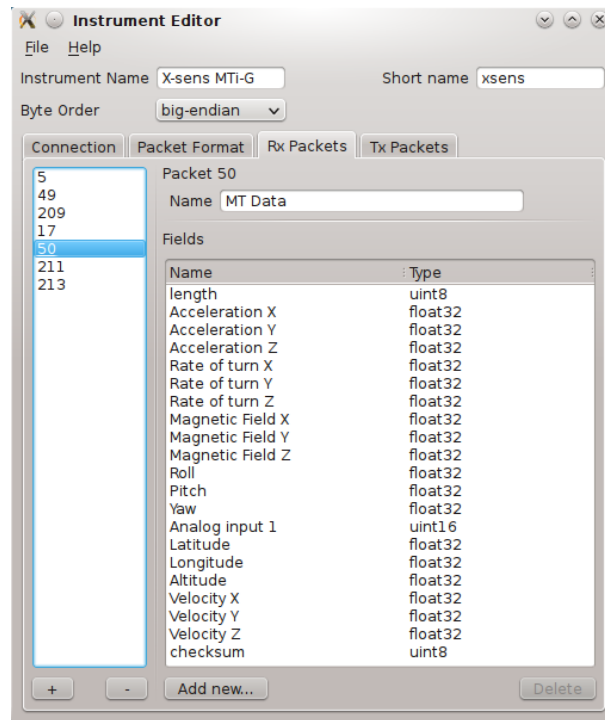 Instrument Editor
File Help
Instrument Name X-sens MTi-G Short name xsens
Byte Order big-endian
Connection Packet Format Rx Packets Tx Packets
5
49
209
17
50
211
213
Packet 50
Name MT Data
Fields
Name Type
length uint8
Acceleration X float32
Acceleration Y float32
Acceleration Z float32
Rate of turn X float32
Rate of turn Y float32
Rate of turn Z float32
Magnetic Field X float32
Magnetic Field Y float32
Magnetic Field Z float32
Roll float32
Pitch float32
Yaw float32
Analog input 1 uint16
Latitude float32
Longitude float32
Altitude float32
Velocity X float32
Velocity Y float32
Velocity Z float32
checksum uint8
+ - Add new... Delete